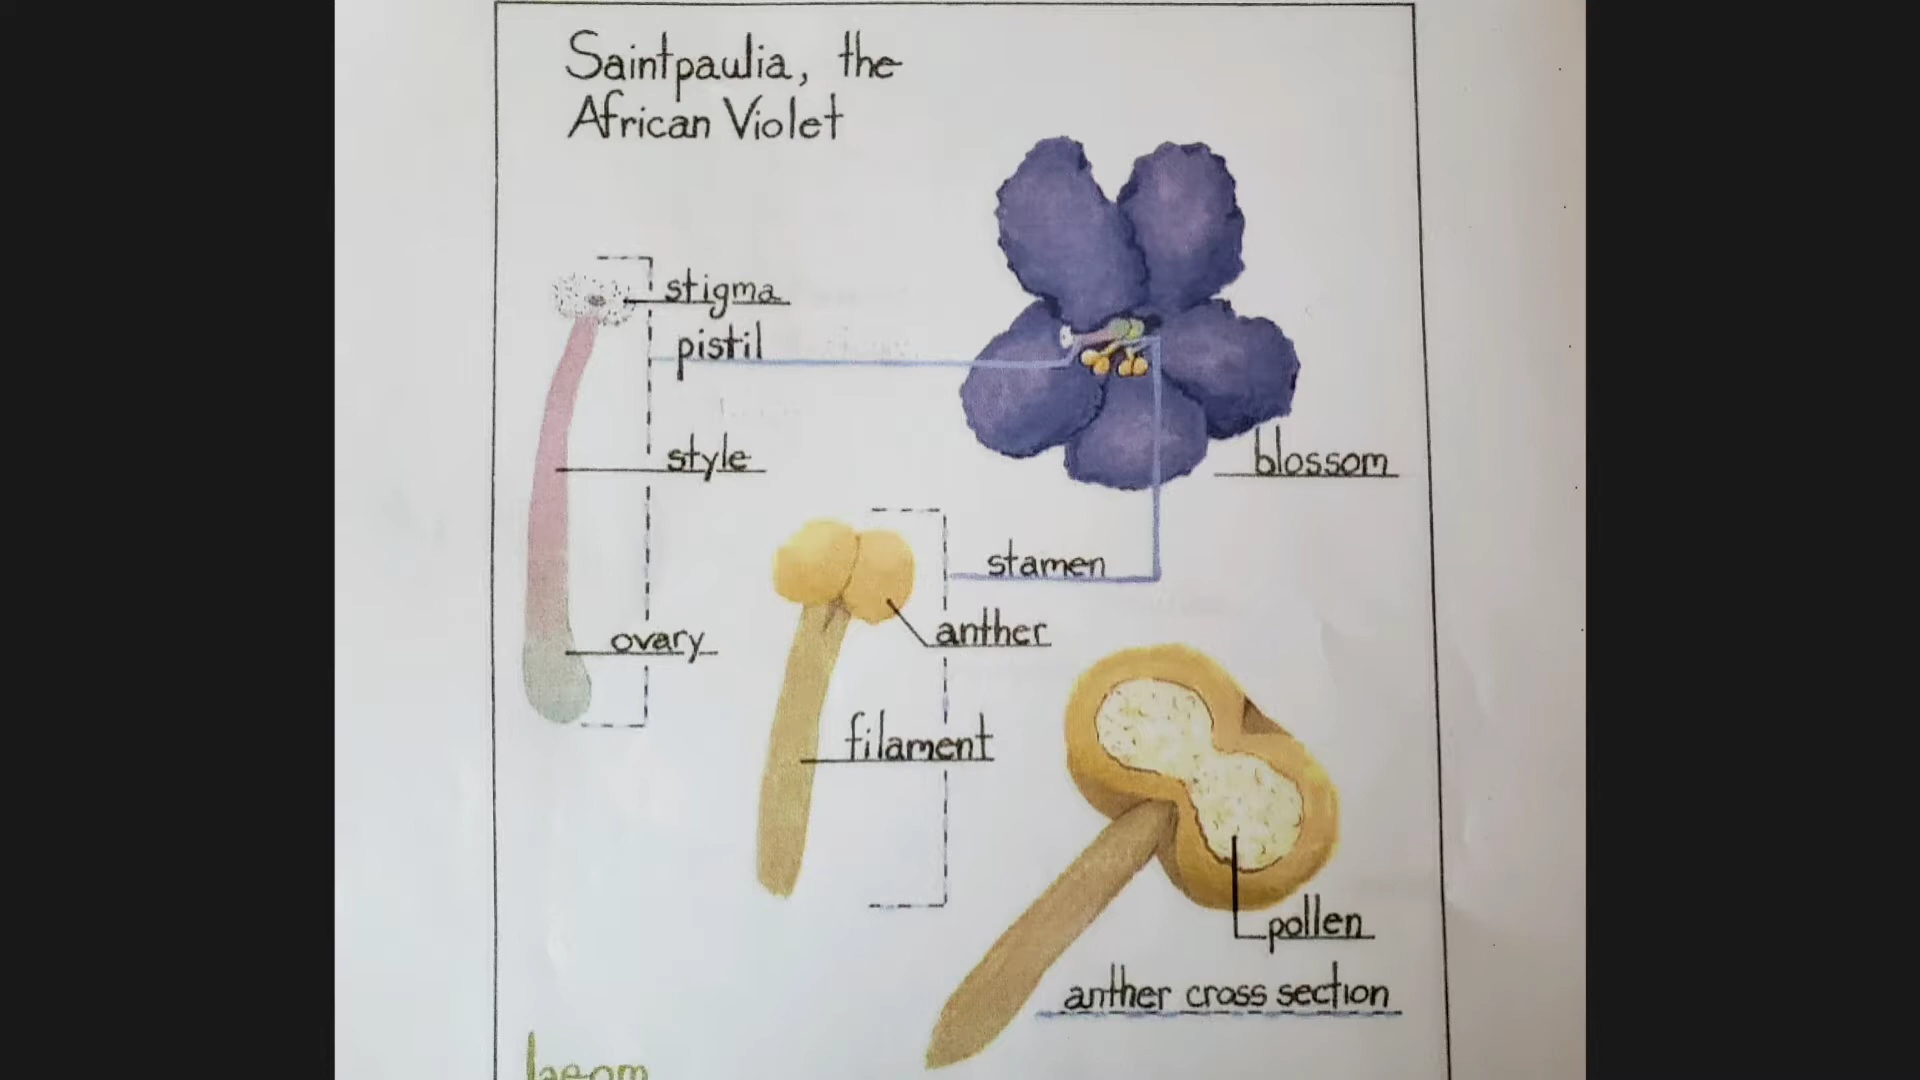 Saintpaulia, the
African Violet
stigma
pistil
style
blossom
stamen
anther
ovary
filament
pollen
anther cross section